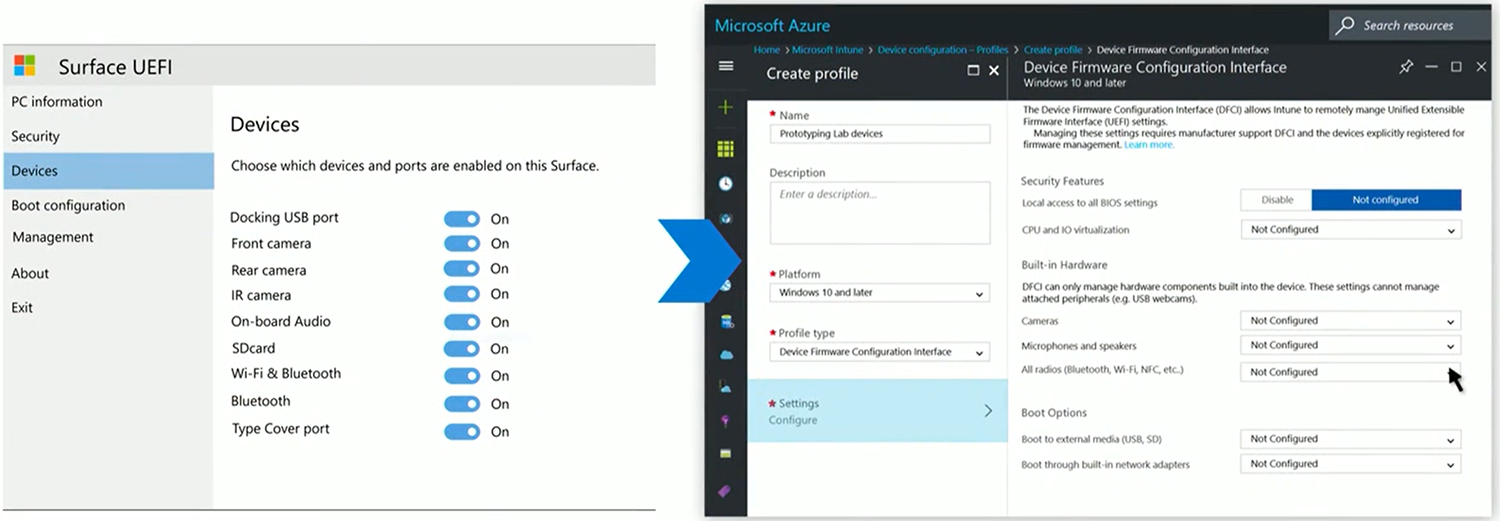 Surface UEFI
PC information
Security
Devices
Boot configuration
Management
About
Exit
Devices
Choose which devices and ports are enabled on this Surface.
Docking USB port On
Front camera On
Rear camera On
IR camera On
On-board Audio On
SDcard On
Wi-Fi & Bluetooth On
Bluetooth On
Type Cover port On
Microsoft Azure
Search resources
Home > Microsoft Intune > Device configuration – Profiles > Create profile > Device Firmware Configuration Interface
Create profile
* Name
Prototyping Lab devices
Description
Enter a description...
* Platform
Windows 10 and later
* Profile type
Device Firmware Configuration Interface
* Settings
Configure
Device Firmware Configuration Interface
Windows 10 and later
The Device Firmware Configuration Interface (DFCI) allows Intune to remotely mange Unified Extensible
Firmware Interface (UEFI) settings.
Managing these settings requires manufacturer support DFCI and the devices explicitly registered for
firmware management. Learn more.
Security Features
Local access to all BIOS settings Disable Not configured
CPU and IO virtualization Not Configured
Built-in Hardware
DFCI can only manage hardware components built into the device. These settings cannot manage
attached peripherals (e.g. USB webcams).
Cameras Not Configured
Microphones and speakers Not Configured
All radios (Bluetooth, Wi-Fi, NFC, etc..) Not Configured
Boot Options
Boot to external media (USB, SD) Not Configured
Boot through built-in network adapters Not Configured